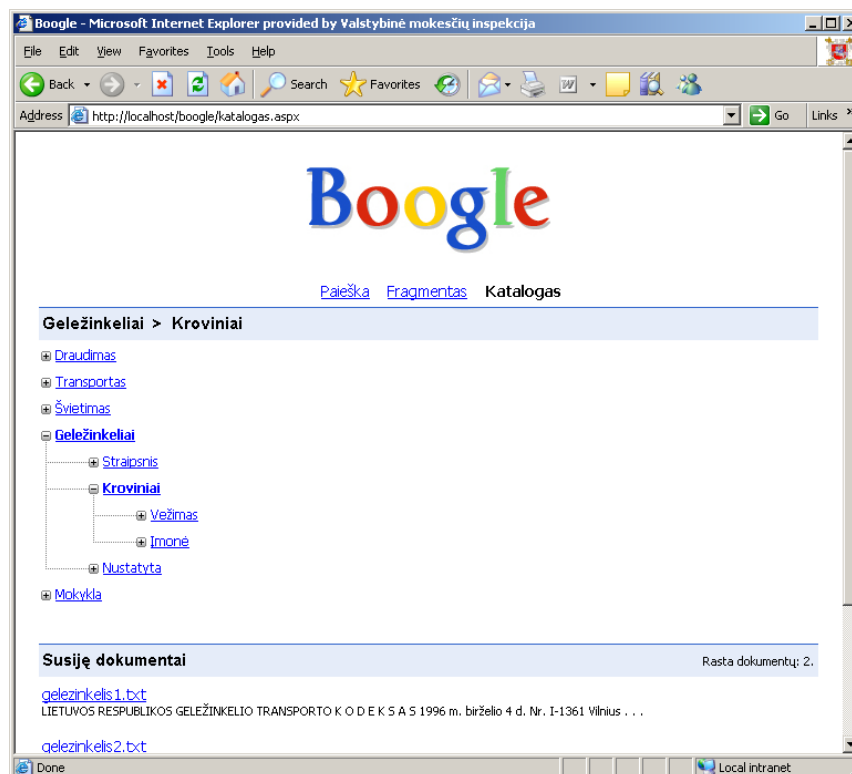 Boogle - Microsoft Internet Explorer provided by Valstybinė mokesčių inspekcija
File Edit View Favorites Tools Help
Back Search Favorites
Address http://localhost/boogle/katalogas.aspx Go Links »
Boogle
Paieška Fragmentas Katalogas
Geležinkeliai > Kroviniai
Draudimas
Transportas
Švietimas
Geležinkeliai
Straipsnis
Kroviniai
Vežimas
Įmonė
Nustatyta
Mokykla
Susiję dokumentai Rasta dokumentų: 2.
gelezinkelis1.txt
LIETUVOS RESPUBLIKOS GELEŽINKELIO TRANSPORTO K O D E K S A S 1996 m. birželio 4 d. Nr. I-1361 Vilnius . . .
gelezinkelis2.txt
Done Local intranet